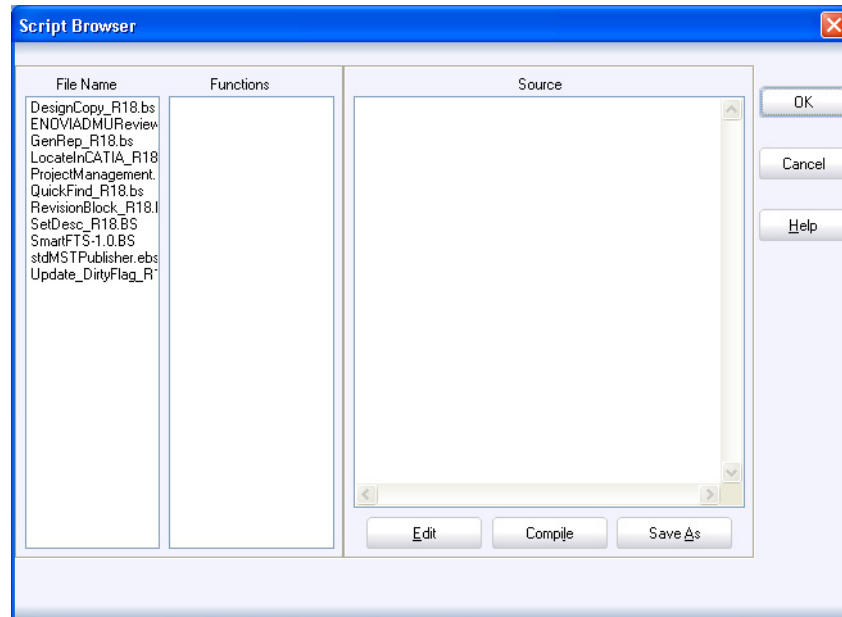 Script Browser
File Name
Functions
Source
DesignCopy_R18.bs
ENOVIADMUReview
GenRep_R18.bs
LocateInCATIA_R18
ProjectManagement.
QuickFind_R18.bs
RevisionBlock_R18.
SetDesc_R18.BS
SmartFTS-1.0.BS
stdMSTPublisher.ebs
Update_DirtyFlag_R
OK
Cancel
Help
Edit
Compile
Save As